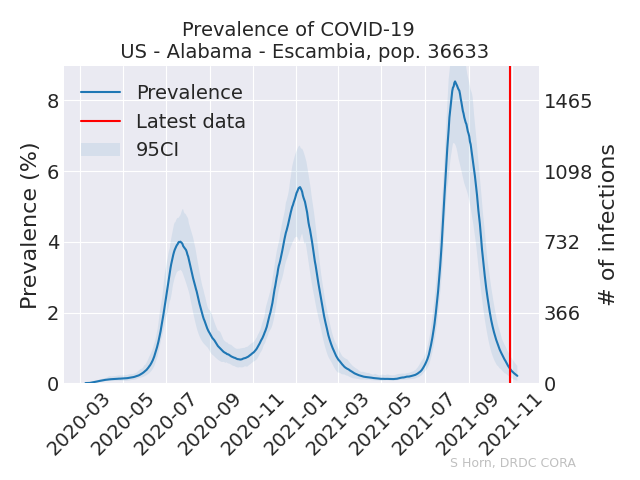 Prevalence of COVID-19
US - Alabama - Escambia, pop. 36633
Prevalence
Latest data
95CI
Prevalence (%)
8
6
4
2
0
# of infections
1465
1098
732
366
0
2020-03
2020-05
2020-07
2020-09
2020-11
2021-01
2021-03
2021-05
2021-07
2021-09
2021-11
S Horn, DRDC CORA